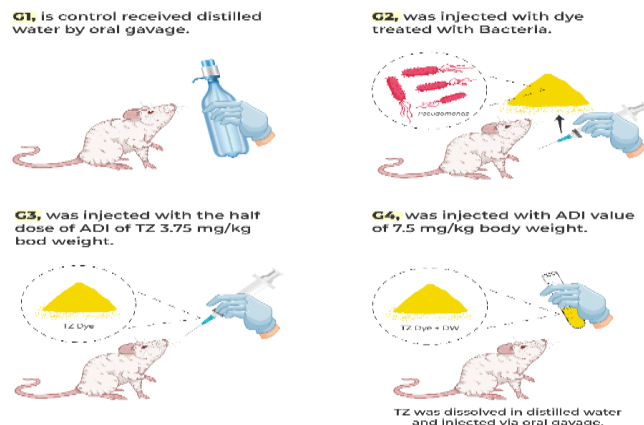 G1, is control received distilled
water by oral gavage.
G2, was injected with dye
treated with Bacteria.
Pseudomonas
G3, was injected with the half
dose of ADI of TZ 3.75 mg/kg
bod weight.
TZ Dye
G4, was injected with ADI value
of 7.5 mg/kg body weight.
TZ Dye + DW
TZ was dissolved in distilled water
and injected via oral gavage.